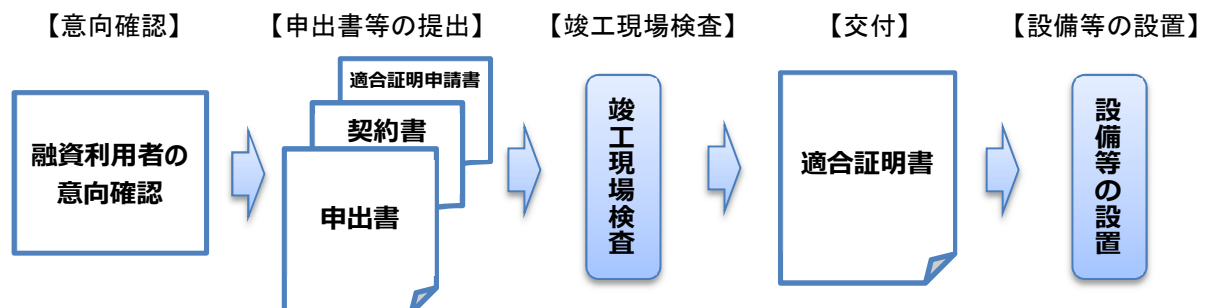 【意向確認】
【申出書等の提出】
【竣工現場検査】
【交付】
【設備等の設置】
融資利用者の
意向確認
適合証明申請書
契約書
申出書
竣工現場検査
適合証明書
設備等の設置